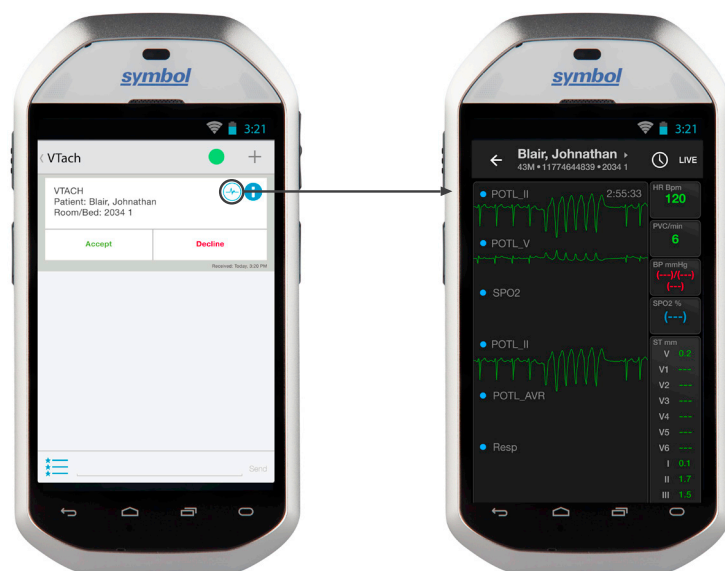 symbol
3:21
VTach
VTACH
Patient: Blair, Johnathan
Room/Bed: 2034 1
Accept
Decline
Received: Today, 3:20 PM
Send
symbol
3:21
Blair, Johnathan
43M • 11774644839 • 2034 1
LIVE
POTL_II
2:55:33
POTL_V
SPO2
POTL_II
POTL_AVR
Resp
HR Bpm
120
PVC/min
6
BP mmHg
(---)/(---)
(---)
SPO2 %
(---)
ST mm
V 0.2
V1 ---
V2 ---
V3 ---
V4 ---
V5 ---
V6 ---
I 0.1
II 1.7
III 1.5